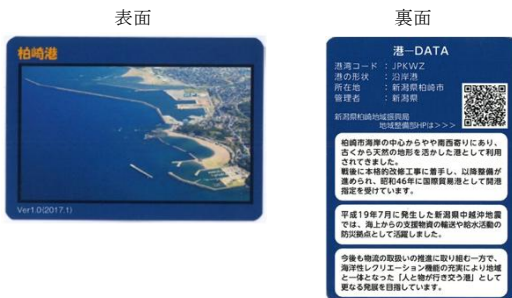 表面
裏面
柏崎港
Ver1.0(2017.1)
港－DATA
港湾コード ： JPKWZ
港の形状 ： 沿岸港
所在地 ： 新潟県柏崎市
管理者 ： 新潟県
新潟県柏崎地域振興局
地域整備部HPは>>>
柏崎市海岸の中心からやや南西寄りにあり、
古くから天然の地形を活かした港として利用
されてきました。
戦後に本格的改修工事に着手し、以降整備が
進められ、昭和46年に国際貿易港として開港
指定を受けています。
平成19年7月に発生した新潟県中越沖地震
では、海上からの支援物資の輸送や給水活動の
防災拠点として活躍しました。
今後も物流の取扱いの推進に取り組む一方で、
海洋性レクリエーション機能の充実により地域
と一体となった「人と物が行き交う港」として
更なる発展を目指しています。